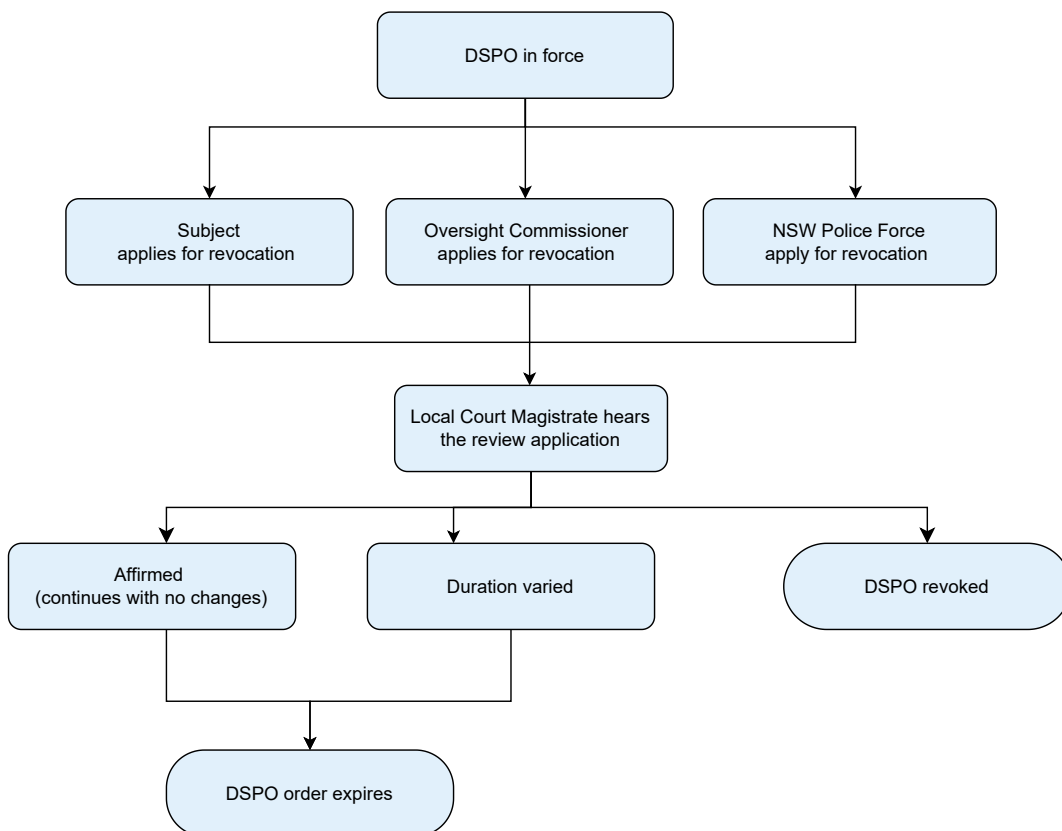 DSPO in force
Subject
applies for revocation
Oversight Commissioner
applies for revocation
NSW Police Force
apply for revocation
Local Court Magistrate hears
the review application
Affirmed
(continues with no changes)
Duration varied
DSPO revoked
DSPO order expires